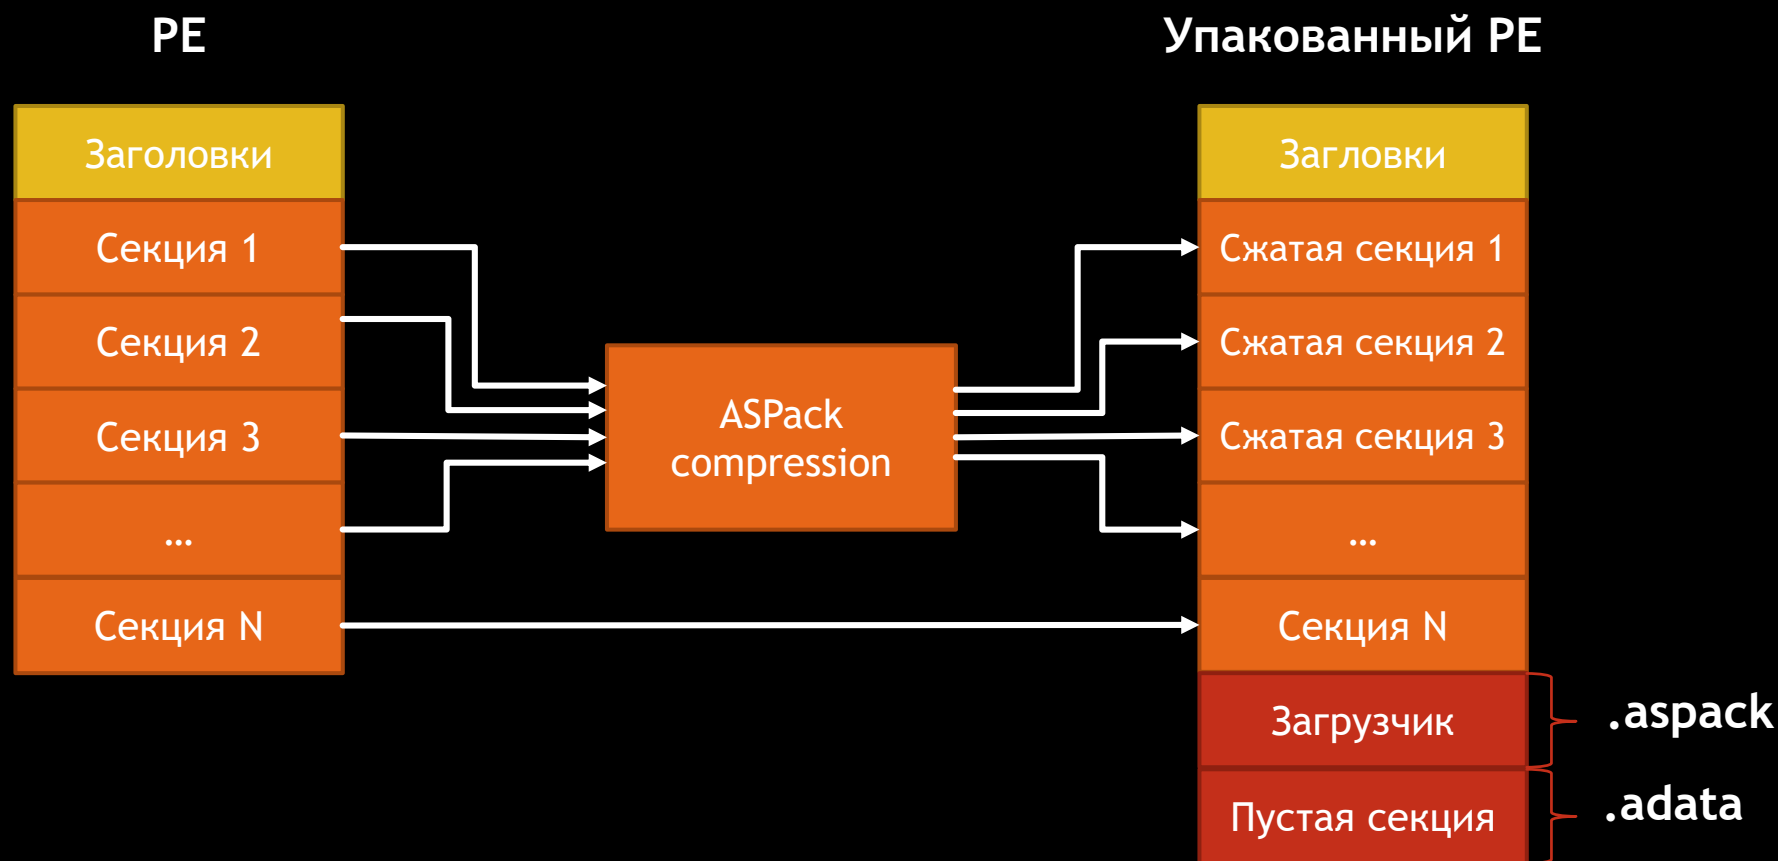 PE
Заголовки
Секция 1
Секция 2
Секция 3
...
Секция N
ASPack
compression
Упакованный PE
Загловки
Сжатая секция 1
Сжатая секция 2
Сжатая секция 3
...
Секция N
Загрузчик
Пустая секция
.aspack
.adata